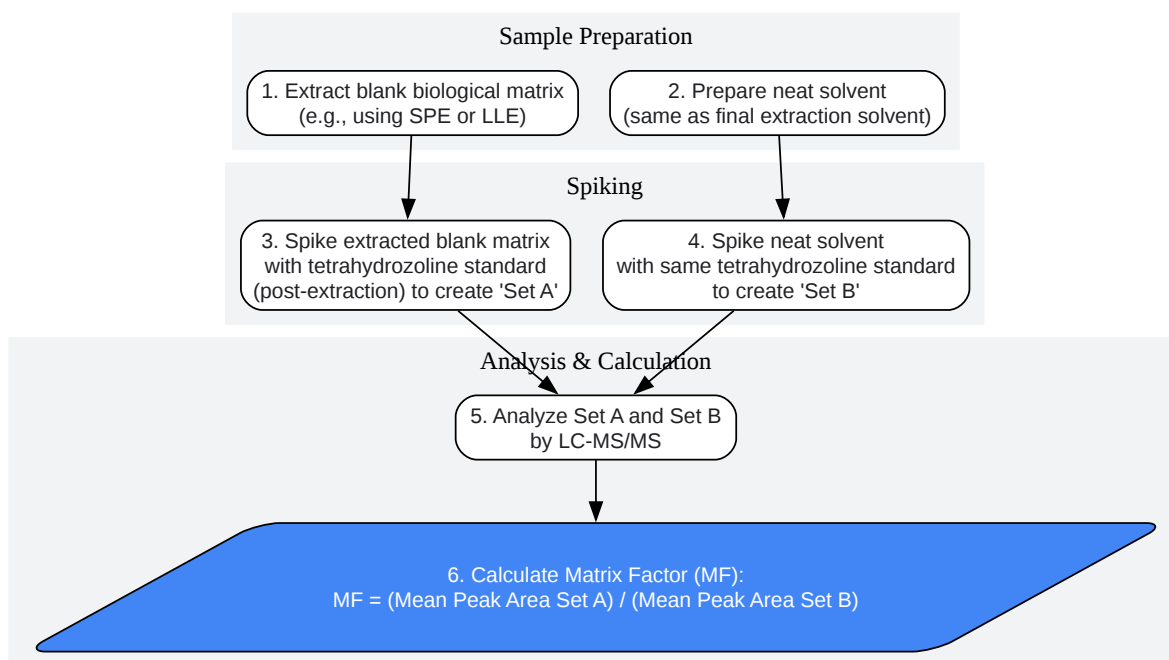 Sample Preparation
1. Extract blank biological matrix
(e.g., using SPE or LLE)
2. Prepare neat solvent
(same as final extraction solvent)
Spiking
3. Spike extracted blank matrix
with tetrahydrozoline standard
(post-extraction) to create 'Set A'
4. Spike neat solvent
with same tetrahydrozoline standard
to create 'Set B'
Analysis & Calculation
5. Analyze Set A and Set B
by LC-MS/MS
6. Calculate Matrix Factor (MF):
MF = (Mean Peak Area Set A) / (Mean Peak Area Set B)